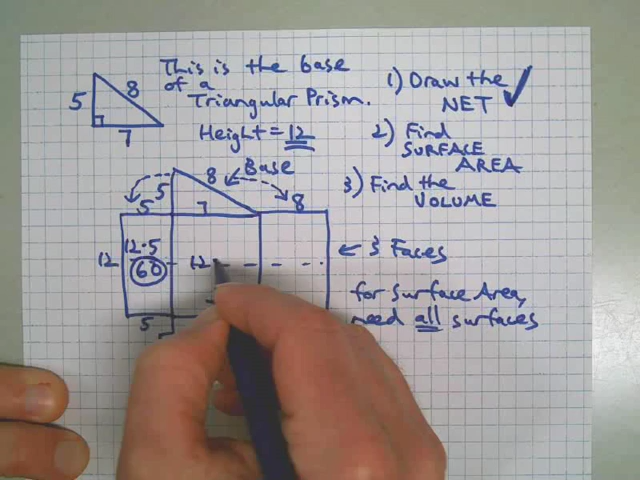 This is the base
of a
Triangular Prism.
Height = 12
5
8
7
1) Draw the
NET ✓
2) Find
SURFACE
AREA
3) Find the
VOLUME
Base
8
5
5
7
8
12
12·5
60
12
5
← 3 Faces
for Surface Area,
need all surfaces